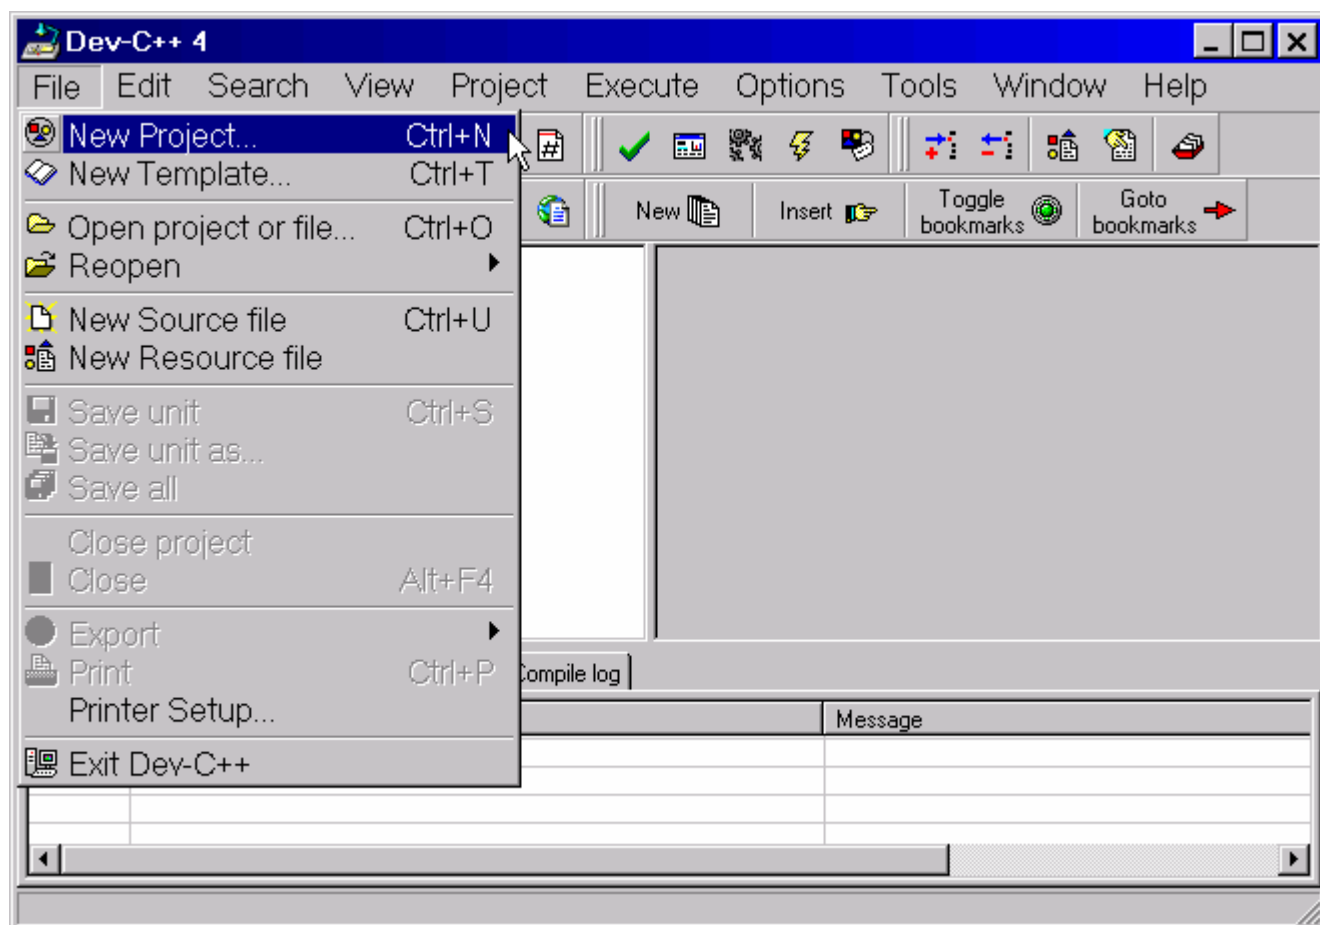 Dev-C++ 4
File Edit Search View Project Execute Options Tools Window Help
New Project... Ctrl+N
New Template... Ctrl+T
Open project or file... Ctrl+O
Reopen
New Source file Ctrl+U
New Resource file
Save unit Ctrl+S
Save unit as...
Save all
Close project
Close Alt+F4
Export
Print Ctrl+P
Printer Setup...
Exit Dev-C++
New
Insert
Toggle
bookmarks
Goto
bookmarks
Compile log
Message